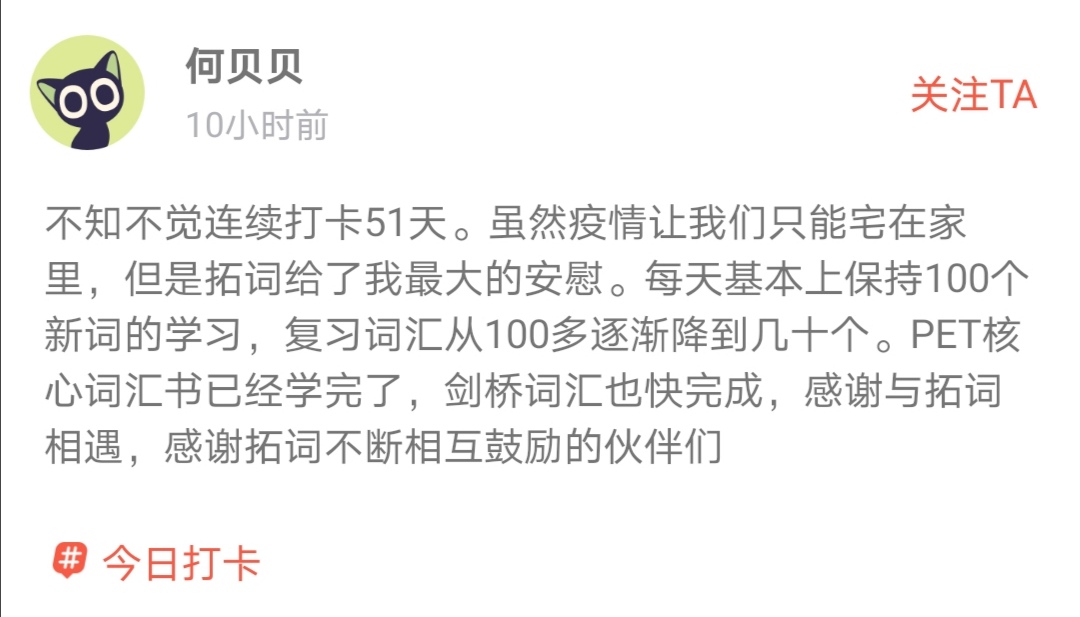 何贝贝
10小时前
关注TA
不知不觉连续打卡51天。虽然疫情让我们只能宅在家
里，但是拓词给了我最大的安慰。每天基本上保持100个
新词的学习，复习词汇从100多逐渐降到几十个。PET核
心词汇书已经学完了，剑桥词汇也快完成，感谢与拓词
相遇，感谢拓词不断相互鼓励的伙伴们
# 今日打卡